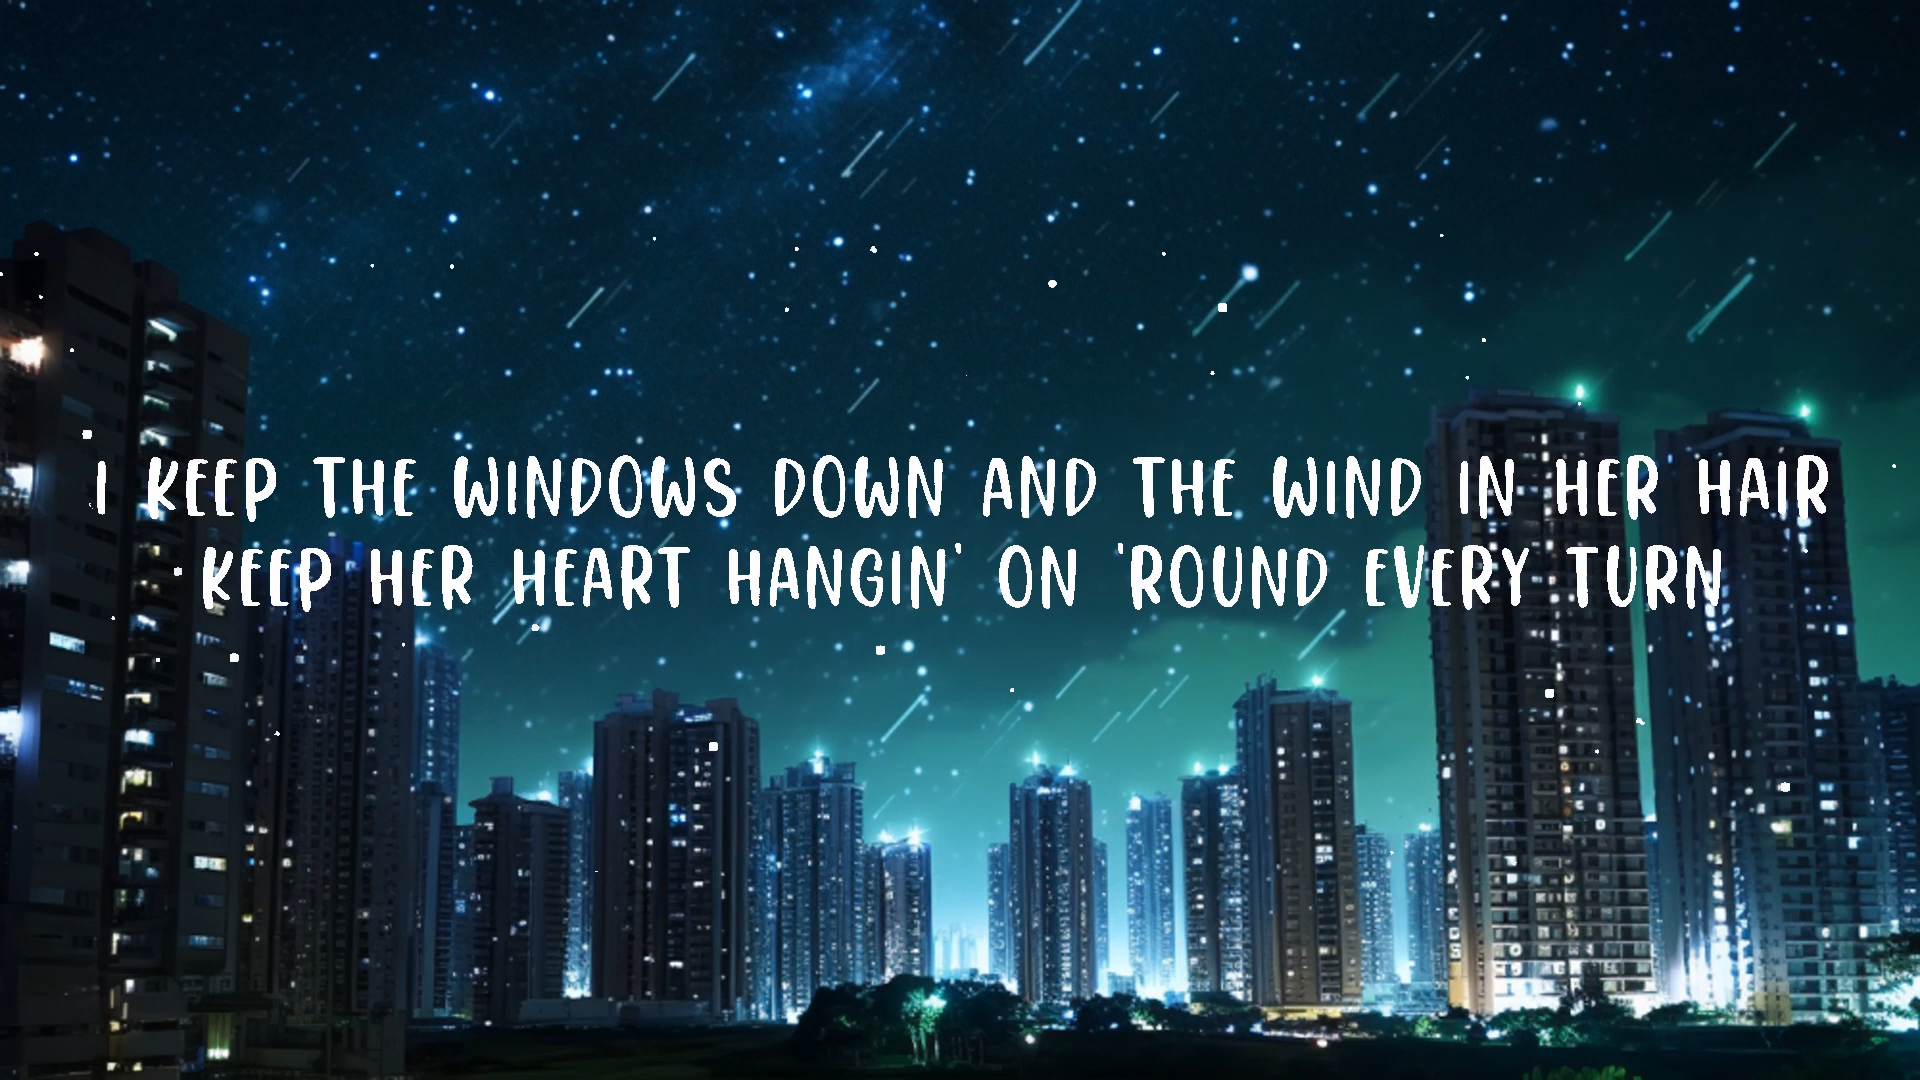 I KEEP THE WINDOWS DOWN AND THE WIND IN HER HAIR
KEEP HER HEART HANGIN' ON 'ROUND EVERY TURN